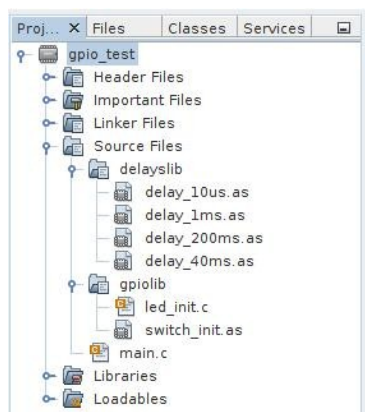 Proj... X Files Classes Services
gpio_test
Header Files
Important Files
Linker Files
Source Files
delayslib
delay_10us.as
delay_1ms.as
delay_200ms.as
delay_40ms.as
gpiolib
led_init.c
switch_init.as
main.c
Libraries
Loadables